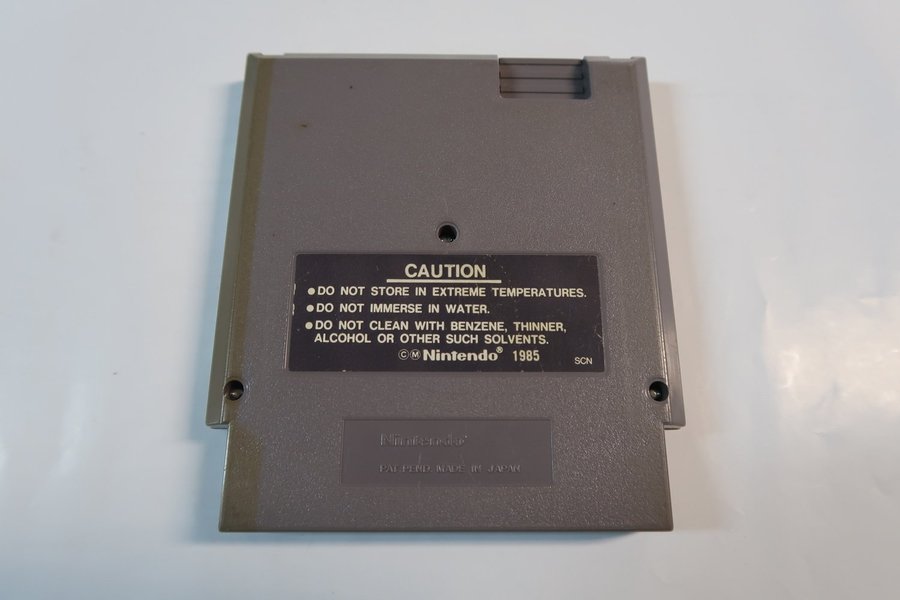 CAUTION
●DO NOT STORE IN EXTREME TEMPERATURES.
●DO NOT IMMERSE IN WATER.
●DO NOT CLEAN WITH BENZENE, THINNER,
ALCOHOL OR OTHER SUCH SOLVENTS.
©Ⓜ Nintendo® 1985
SCN
Nintendo®
PAT. PEND. MADE IN JAPAN